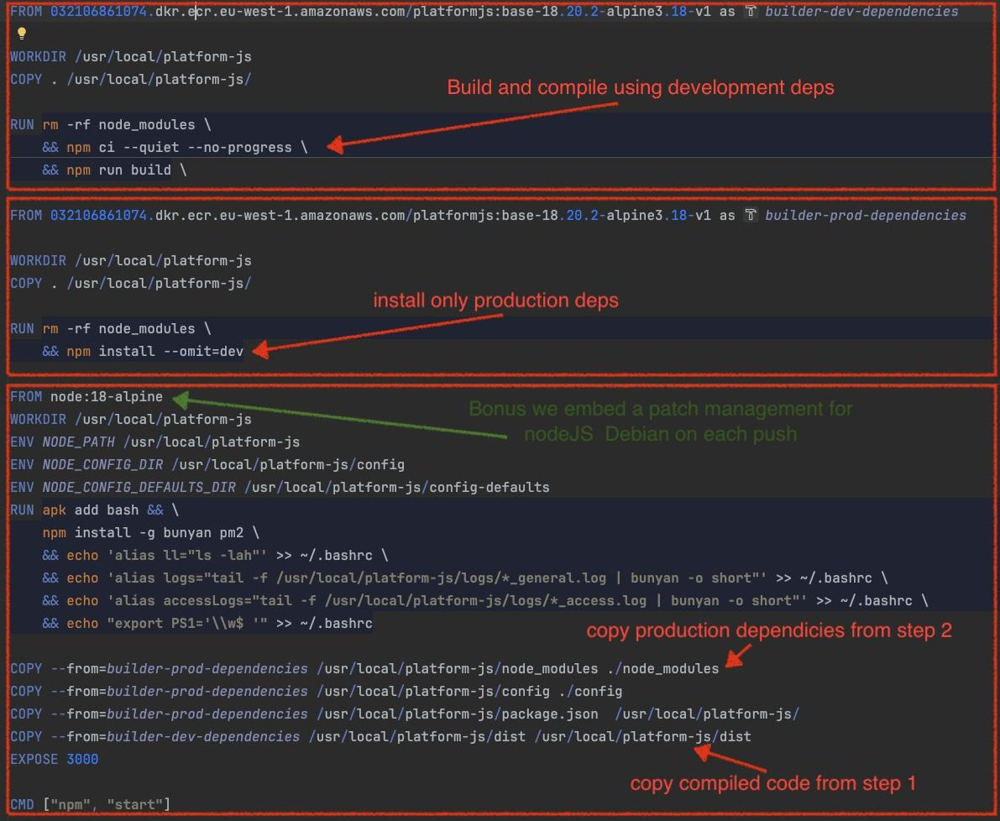 FROM 032106861074.dkr.ecr.eu-west-1.amazonaws.com/platformjs:base-18.20.2-alpine3.18-v1 as builder-dev-dependencies
WORKDIR /usr/local/platform-js
COPY . /usr/local/platform-js/
Build and compile using development deps
RUN rm -rf node_modules \
&& npm ci --quiet --no-progress \
&& npm run build \
FROM 032106861074.dkr.ecr.eu-west-1.amazonaws.com/platformjs:base-18.20.2-alpine3.18-v1 as builder-prod-dependencies
WORKDIR /usr/local/platform-js
COPY . /usr/local/platform-js/
install only production deps
RUN rm -rf node_modules \
&& npm install --omit=dev
FROM node:18-alpine
Bonus we embed a patch management for
nodeJS Debian on each push
WORKDIR /usr/local/platform-js
ENV NODE_PATH /usr/local/platform-js
ENV NODE_CONFIG_DIR /usr/local/platform-js/config
ENV NODE_CONFIG_DEFAULTS_DIR /usr/local/platform-js/config-defaults
RUN apk add bash && \
npm install -g bunyan pm2 \
&& echo 'alias ll="ls -lah"' >> ~/.bashrc \
&& echo 'alias logs="tail -f /usr/local/platform-js/logs/*_general.log | bunyan -o short"' >> ~/.bashrc \
&& echo 'alias accessLogs="tail -f /usr/local/platform-js/logs/*_access.log | bunyan -o short"' >> ~/.bashrc \
&& echo "export PS1='\\w$ '" >> ~/.bashrc
copy production dependicies from step 2
COPY --from=builder-prod-dependencies /usr/local/platform-js/node_modules ./node_modules
COPY --from=builder-prod-dependencies /usr/local/platform-js/config ./config
COPY --from=builder-prod-dependencies /usr/local/platform-js/package.json /usr/local/platform-js/
COPY --from=builder-dev-dependencies /usr/local/platform-js/dist /usr/local/platform-js/dist
EXPOSE 3000
copy compiled code from step 1
CMD ["npm", "start"]